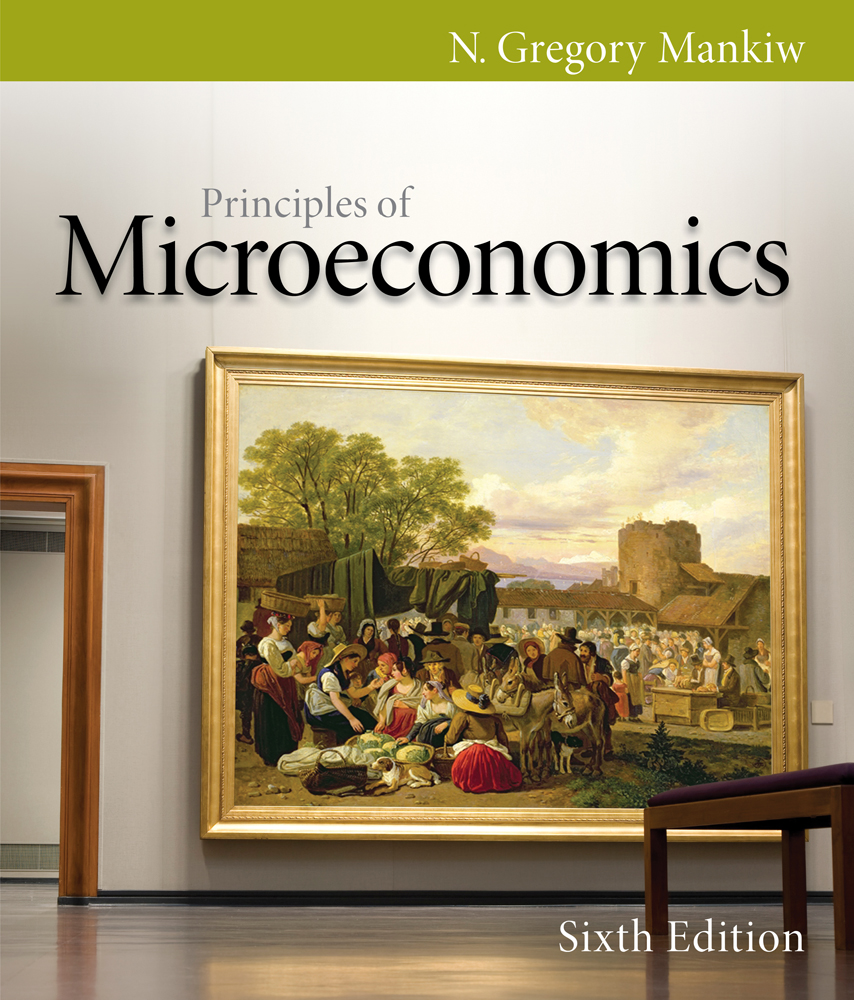 N. Gregory Mankiw
Principles of
Microeconomics
Sixth Edition